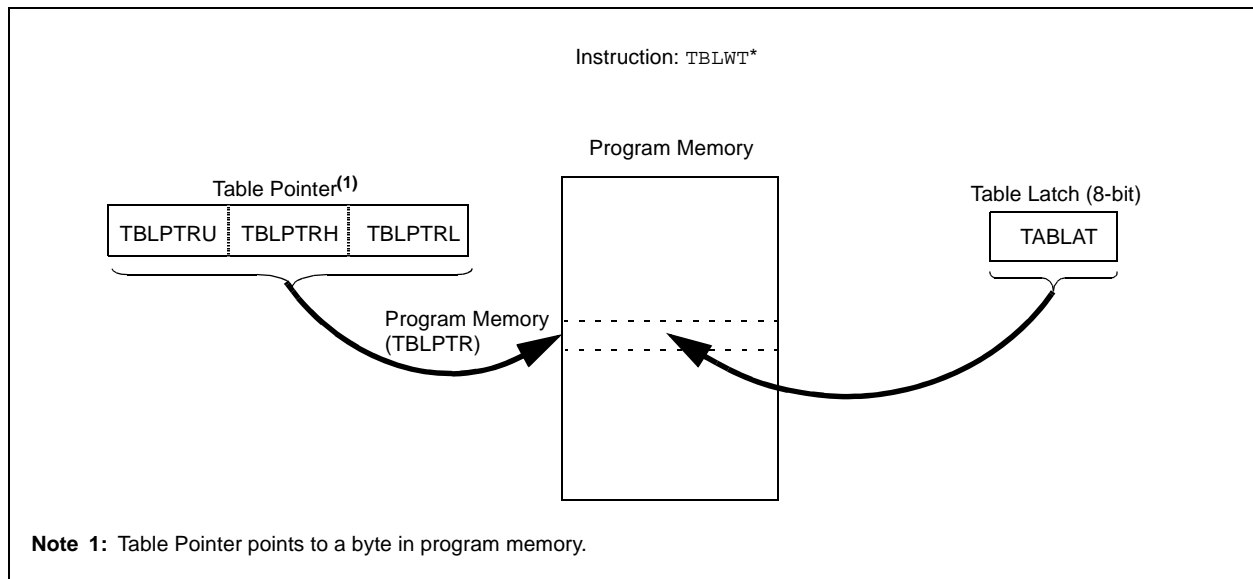 Instruction: TBLWT*
Program Memory
Table Pointer(1)
TBLPTRU TBLPTRH TBLPTRL
Table Latch (8-bit)
TABLAT
Program Memory
(TBLPTR)
Note 1: Table Pointer points to a byte in program memory.